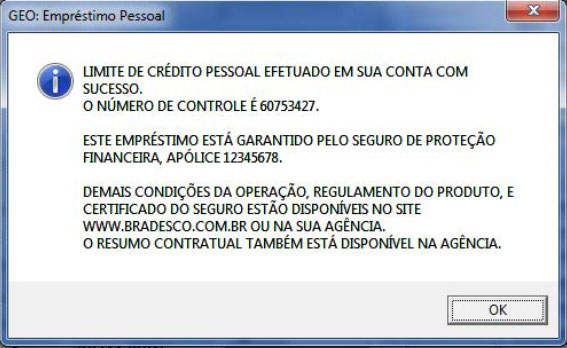 GEO: Empréstimo Pessoal
LIMITE DE CRÉDITO PESSOAL EFETUADO EM SUA CONTA COM
SUCESSO.
O NÚMERO DE CONTROLE É 60753427.
ESTE EMPRÉSTIMO ESTÁ GARANTIDO PELO SEGURO DE PROTEÇÃO
FINANCEIRA, APÓLICE 12345678.
DEMAIS CONDIÇÕES DA OPERAÇÃO, REGULAMENTO DO PRODUTO, E
CERTIFICADO DO SEGURO ESTÃO DISPONÍVEIS NO SITE
WWW.BRADESCO.COM.BR OU NA SUA AGÊNCIA.
O RESUMO CONTRATUAL TAMBÉM ESTÁ DISPONÍVEL NA AGÊNCIA.
OK